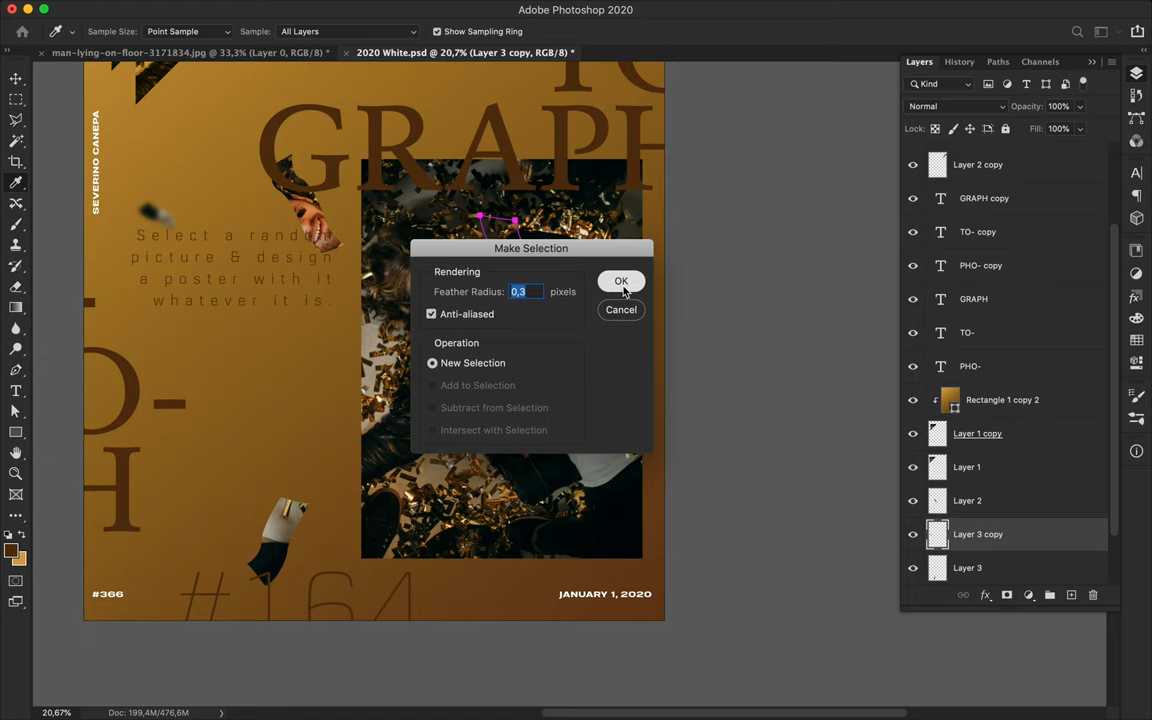 Adobe Photoshop 2020
Sample Size: Point Sample Sample: All Layers Show Sampling Ring
man-lying-on-floor-3171834.jpg @ 33,3% (Layer 0, RGB/8) * 2020 White.psd @ 20,7% (Layer 3 copy, RGB/8) *
Layers History Paths Channels
Kind
Normal Opacity: 100%
Lock: Fill: 100%
Layer 2 copy
GRAPH copy
TO- copy
PHO- copy
GRAPH
TO-
PHO-
Rectangle 1 copy 2
Layer 1 copy
Layer 1
Layer 2
Layer 3 copy
Layer 3
TO
GRAPH
SEVERINO CANEPA
Select a random
picture & design
a poster with it
whatever it is.
O-
H
#164
#366
JANUARY 1, 2020
Make Selection
Rendering
Feather Radius: 0,3 pixels
Anti-aliased
Operation
New Selection
Add to Selection
Subtract from Selection
Intersect with Selection
OK
Cancel
20,67% Doc: 199,4M/476,6M